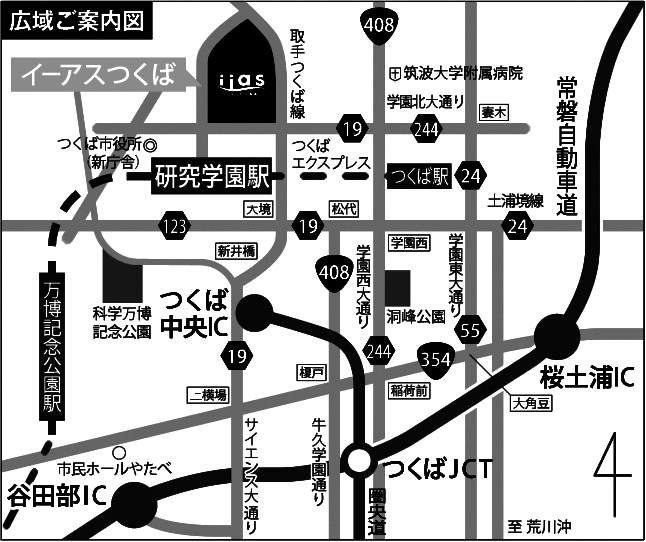 広域ご案内図
408
取手つくば線
iias
イーアスつくば
筑波大学附属病院
学園北大通り
妻木
常磐自動車道
19
244
つくば市役所◎
(新庁舎)
つくば
エクスプレス
研究学園駅
つくば駅
24
土浦境線
大境
松代
123
19
24
新井橋
学園西
408
学園西大通り
学園東大通り
万博記念公園駅
科学万博
記念公園
つくば
中央IC
洞峰公園
55
19
244
354
桜土浦IC
榎戸
稲荷前
大角豆
上横場
サイエンス大通り
牛久学園通り
市民ホールやたべ
谷田部IC
つくばJCT
圏央道
至 荒川沖
4